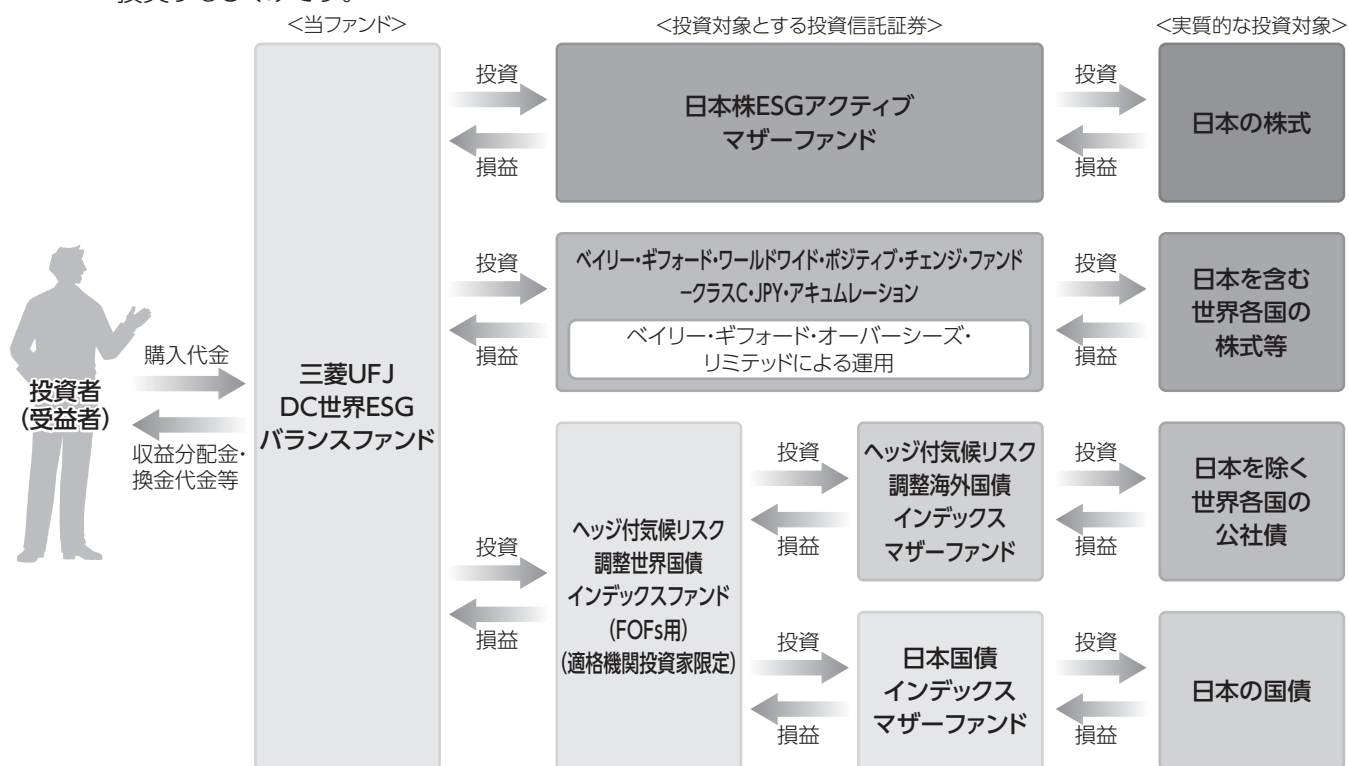 投資するしくみです。
<当ファンド>
<投資対象とする投資信託証券>
<実質的な投資対象>
投資者
(受益者)
購入代金
収益分配金・
換金代金等
三菱UFJ
DC世界ESG
バランスファンド
投資
損益
日本株ESGアクティブ
マザーファンド
投資
損益
日本の株式
投資
損益
ベイリー・ギフォード・ワールドワイド・ポジティブ・チェンジ・ファンド
-クラスC・JPY・アキュムレーション
ベイリー・ギフォード・オーバーシーズ・
リミテッドによる運用
投資
損益
日本を含む
世界各国の
株式等
投資
損益
ヘッジ付気候リスク
調整世界国債
インデックスファンド
(FOFs用)
(適格機関投資家限定)
投資
損益
ヘッジ付気候リスク
調整海外国債
インデックス
マザーファンド
投資
損益
日本を除く
世界各国の
公社債
投資
損益
日本国債
インデックス
マザーファンド
投資
損益
日本の国債